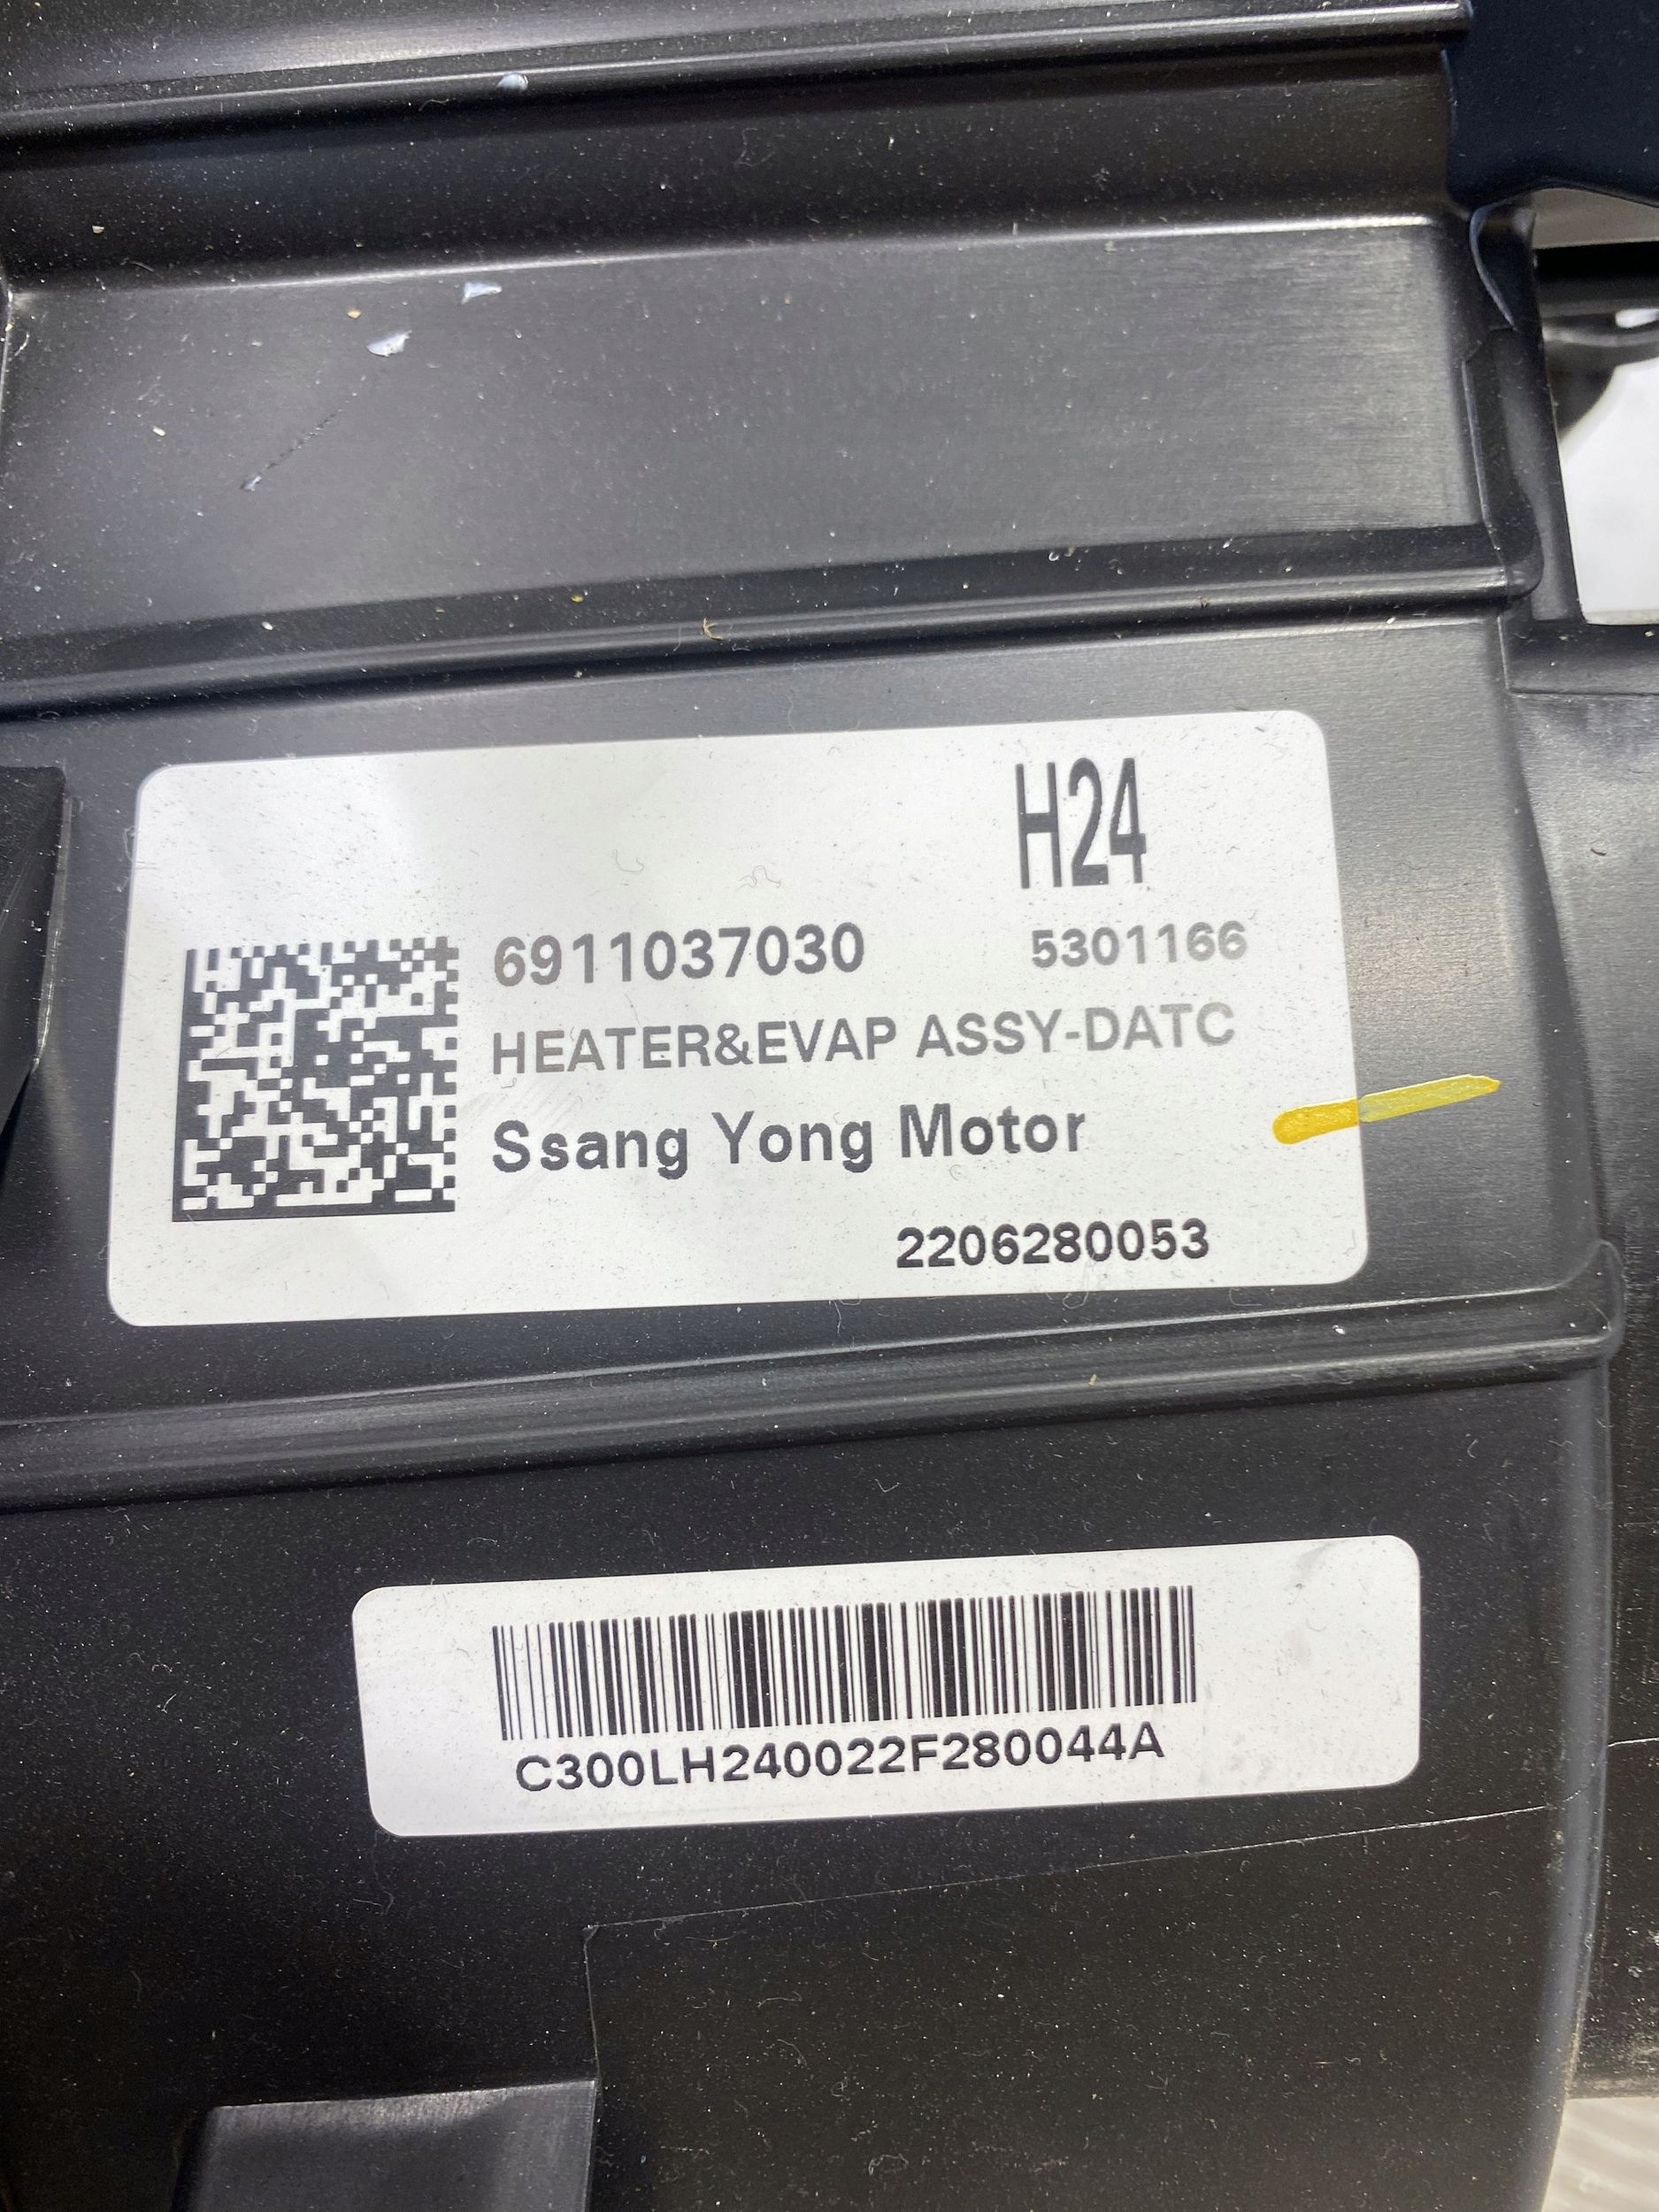 H24
6911037030 5301166
HEATER&EVAP ASSY-DATC
Ssang Yong Motor
2206280053
C300LH240022F280044A